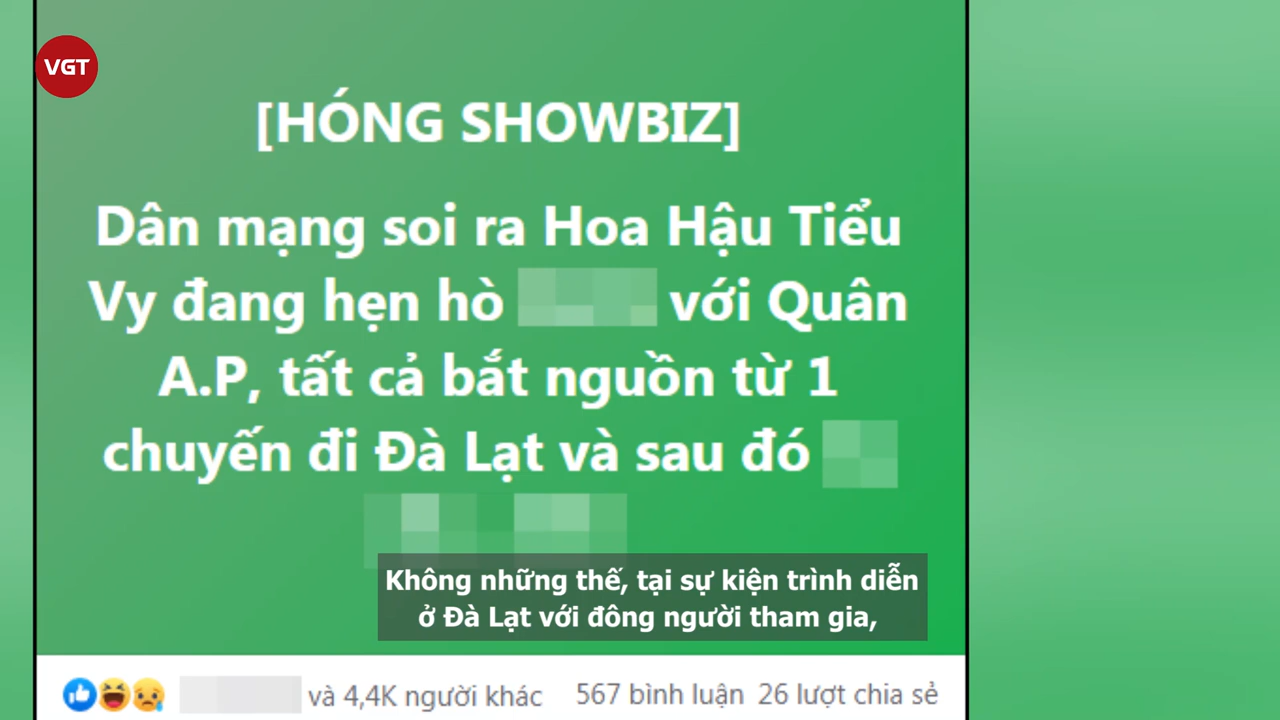 VGT
[HÓNG SHOWBIZ]
Dân mạng soi ra Hoa Hậu Tiểu
Vy đang hẹn hò với Quân
A.P, tất cả bắt nguồn từ 1
chuyến đi Đà Lạt và sau đó
Không những thế, tại sự kiện trình diễn
ở Đà Lạt với đông người tham gia,
và 4,4K người khác 567 bình luận 26 lượt chia sẻ